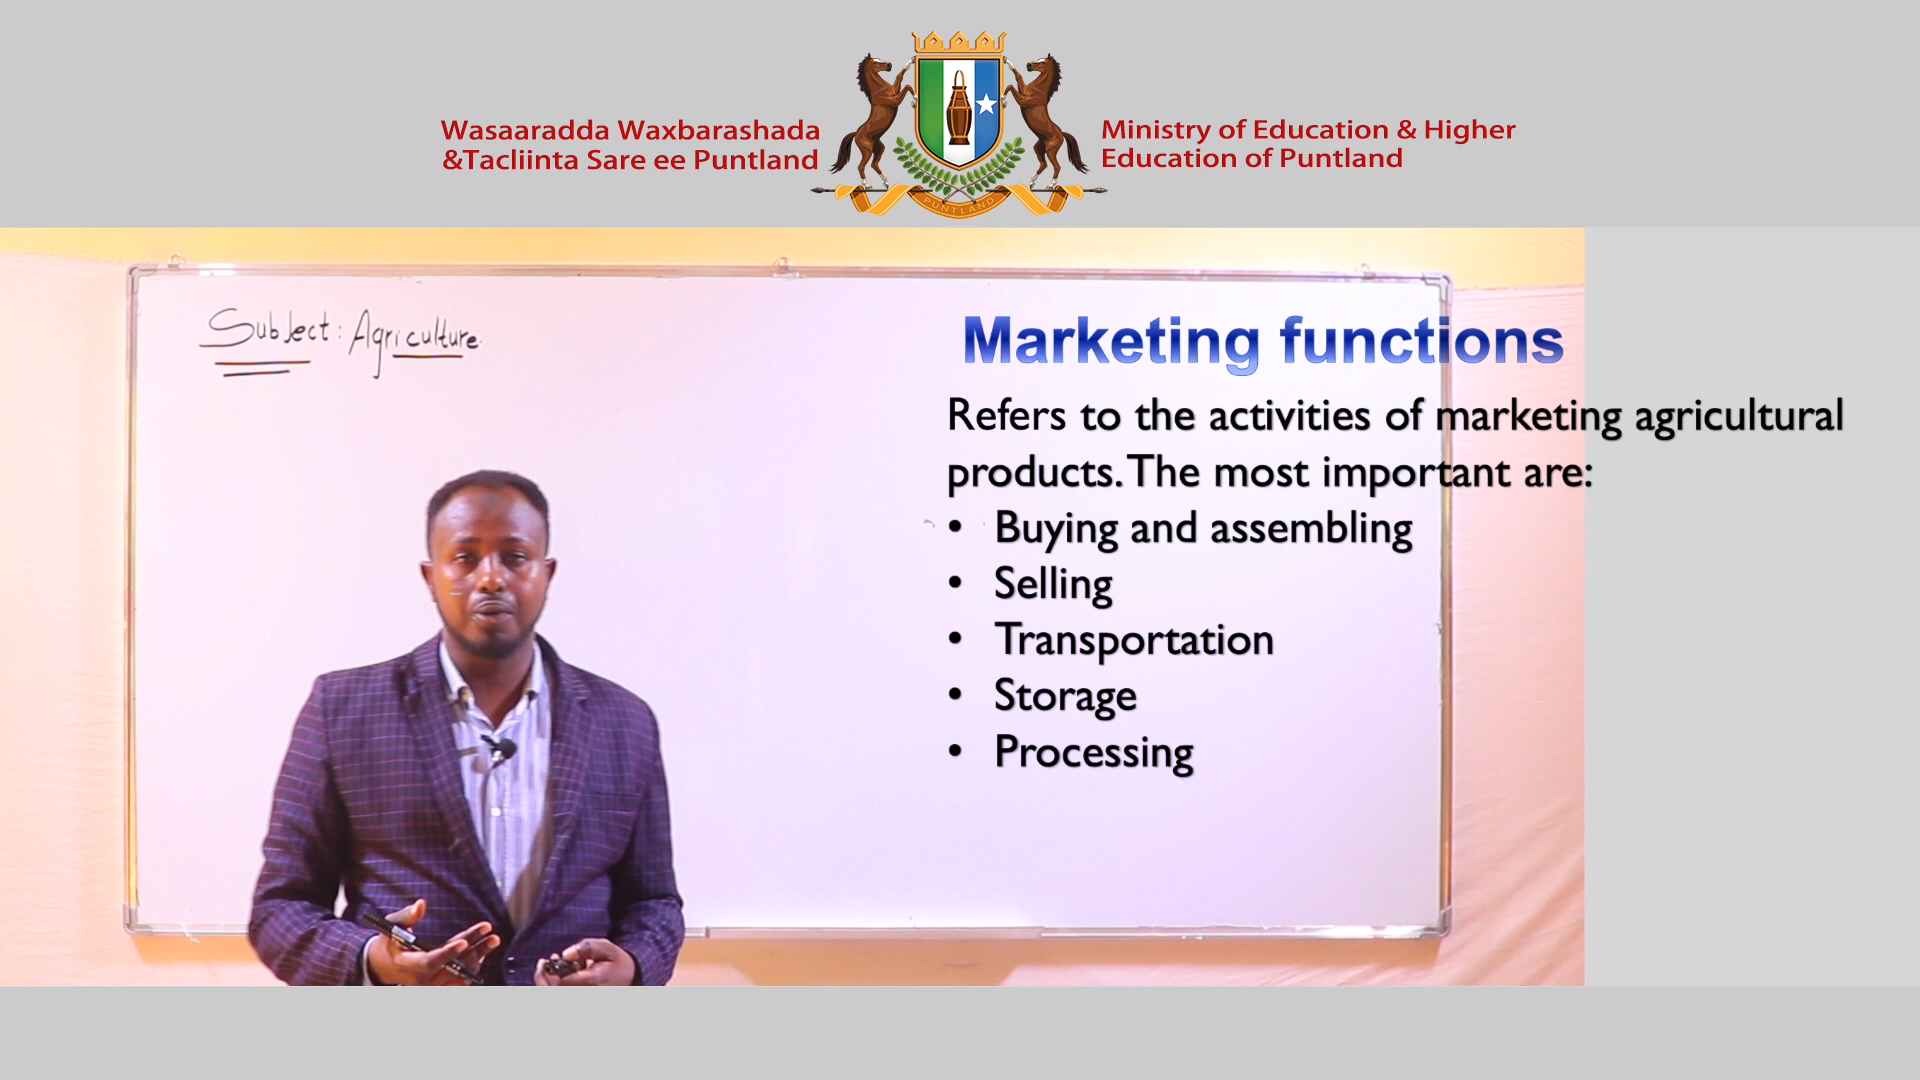 Wasaaradda Waxbarashada
&Tacliinta Sare ee Puntland
PUNTLAND
Ministry of Education & Higher
Education of Puntland
Subject: Agriculture.
Marketing functions
Refers to the activities of marketing agricultural
products. The most important are:
• Buying and assembling
• Selling
• Transportation
• Storage
• Processing